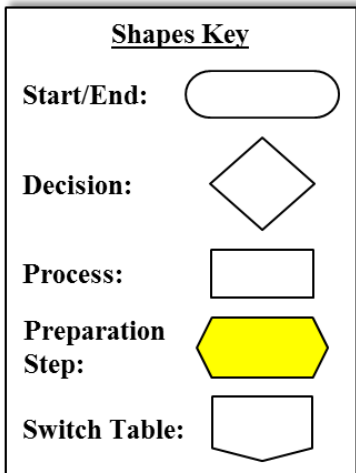 Shapes Key
Start/End:
Decision:
Process:
Preparation
Step:
Switch Table: